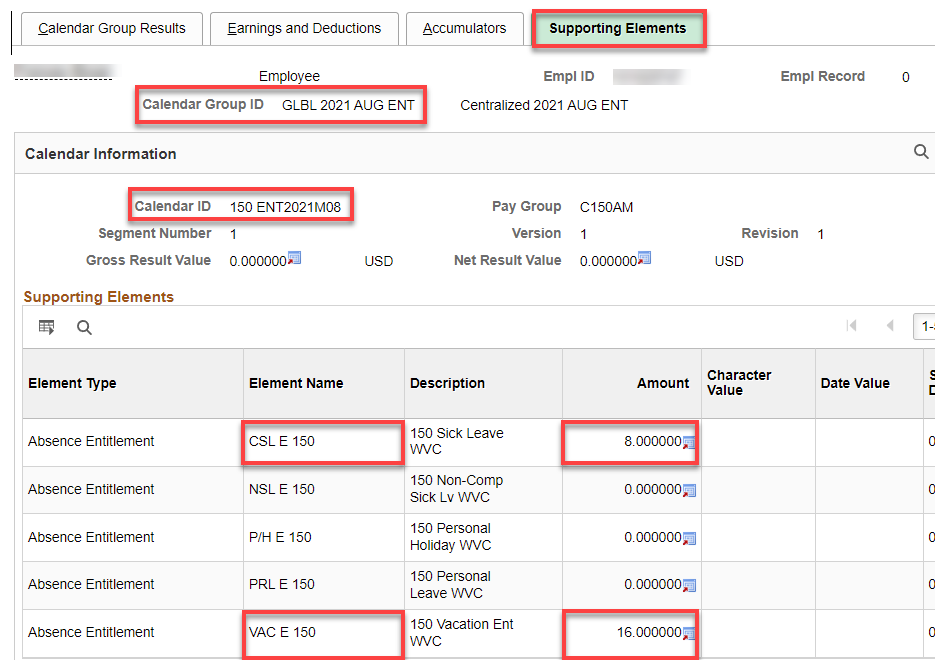 Calendar Group Results Earnings and Deductions Accumulators Supporting Elements
Employee Empl ID Empl Record 0
Calendar Group ID GLBL 2021 AUG ENT Centralized 2021 AUG ENT
Calendar Information
Calendar ID 150 ENT2021M08 Pay Group C150AM
Segment Number 1 Version 1 Revision 1
Gross Result Value 0.000000 USD Net Result Value 0.000000 USD
Supporting Elements
1-
Element Type Element Name Description Amount Character Value Date Value
Absence Entitlement CSL E 150 150 Sick Leave WVC 8.000000
Absence Entitlement NSL E 150 150 Non-Comp Sick Lv WVC 0.000000
Absence Entitlement P/H E 150 150 Personal Holiday WVC 0.000000
Absence Entitlement PRL E 150 150 Personal Leave WVC 0.000000
Absence Entitlement VAC E 150 150 Vacation Ent WVC 16.000000